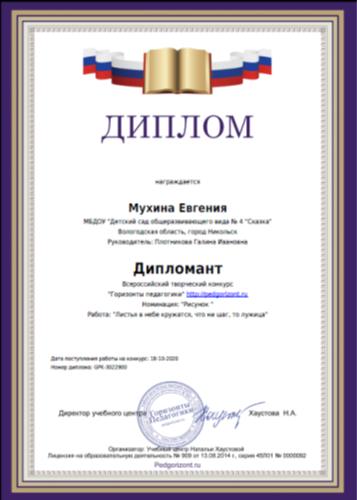 ДИПЛОМ
награждается
Мухина Евгения
МБДОУ "Детский сад общеразвивающего вида № 4 "Сказка"
Вологодская область, город Никольск
Руководитель: Плотникова Галина Ивановна
Дипломант
Всероссийский творческий конкурс
"Горизонты педагогики" http://pedgorizont.ru
Номинация: "Рисунок "
Работа: "Листья в небе кружатся, что ни шаг, то лужица"
Дата поступления работы на конкурс: 18-10-2020
Номер диплома: GPK-3022900
Директор учебного центра
Горизонты
Педагогики
Хаустова Н.А.
Организатор: Учебный центр Натальи Хаустовой
Лицензия на образовательную деятельность № 909 от 13.08.2014 г., серия 45Л01 № 0000092
Pedgorizont.ru